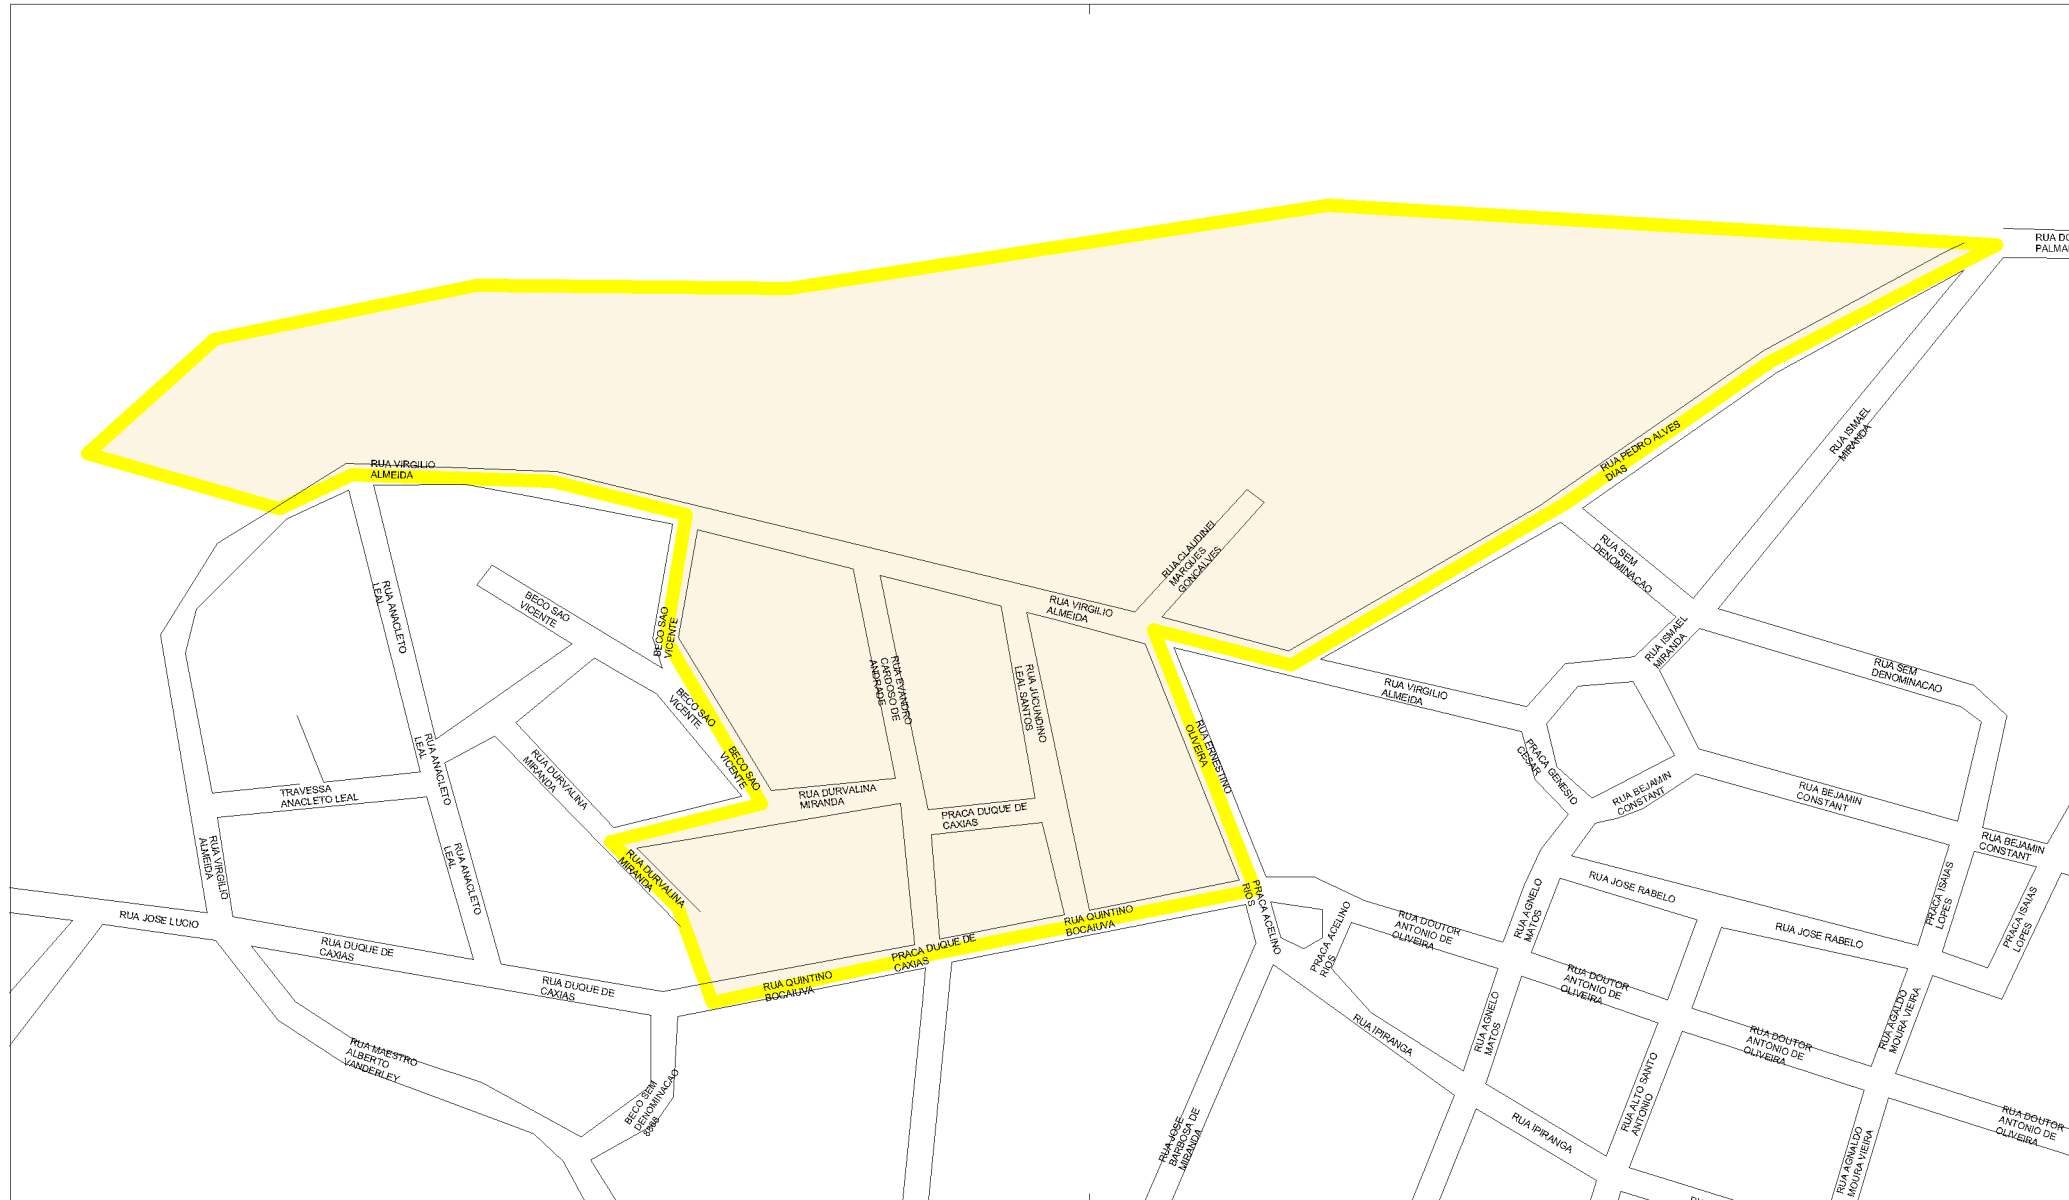 RUA DO
PALMA
RUA ISMAEL
MIRANDA
RUA PEDRO ALVES
DIAS
RUA VIRGILIO
ALMEIDA
RUA CLAUDINEI
MARQUES
GONCALVES
RUA SEM
DENOMINACAO
RUA ANACLETO
LEAL
BECO SAO
VICENTE
BECO SAO
VICENTE
RUA VIRGILIO
ALMEIDA
RUA ISMAEL
MIRANDA
RUA SEM
DENOMINACAO
RUA EVANDRO
CARDOSO DE
ANDRADE
RUA JUCUNDINO
LEAL SANTOS
RUA VIRGILIO
ALMEIDA
BECO SAO
VICENTE
RUA ERNESTINO
OLIVEIRA
RUA ANACLETO
LEAL
RUA DURVALINA
MIRANDA
BECO SAO
VICENTE
PRACA GENESIO
CESAR
RUA BEJAMIN
CONSTANT
RUA BEJAMIN
CONSTANT
TRAVESSA
ANACLETO LEAL
RUA DURVALINA
MIRANDA
PRACA DUQUE DE
CAXIAS
RUA BEJAMIN
CONSTANT
RUA VIRGILIO
ALMEIDA
RUA ANACLETO
LEAL
RUA DURVALINA
MIRANDA
RUA JOSE RABELO
PRACA ISAIAS
LOPES
PRACA ISAIAS
LOPES
RUA JOSE LUCIO
RUA QUINTINO
BOCAIUVA
PRACA ACELINO
RIOS
PRACA ACELINO
RIOS
RUA DOUTOR
ANTONIO DE
OLIVEIRA
RUA AGNELO
MATOS
RUA JOSE RABELO
RUA DUQUE DE
CAXIAS
PRACA DUQUE DE
CAXIAS
RUA DUQUE DE
CAXIAS
RUA QUINTINO
BOCAIUVA
RUA DOUTOR
ANTONIO DE
OLIVEIRA
RUA AGALDO
MOURA VIEIRA
RUA MAESTRO
ALBERTO
VANDERLEY
RUA IPIRANGA
RUA AGNELO
MATOS
RUA DOUTOR
ANTONIO DE
OLIVEIRA
BECO SEM
DENOMINACAO
8868
RUA ALTO SANTO
ANTONIO
RUA JOSE
BARBOSA DE
MIRANDA
RUA IPIRANGA
RUA DOUTOR
ANTONIO DE
OLIVEIRA
RUA AGNALDO
MOURA VIEIRA